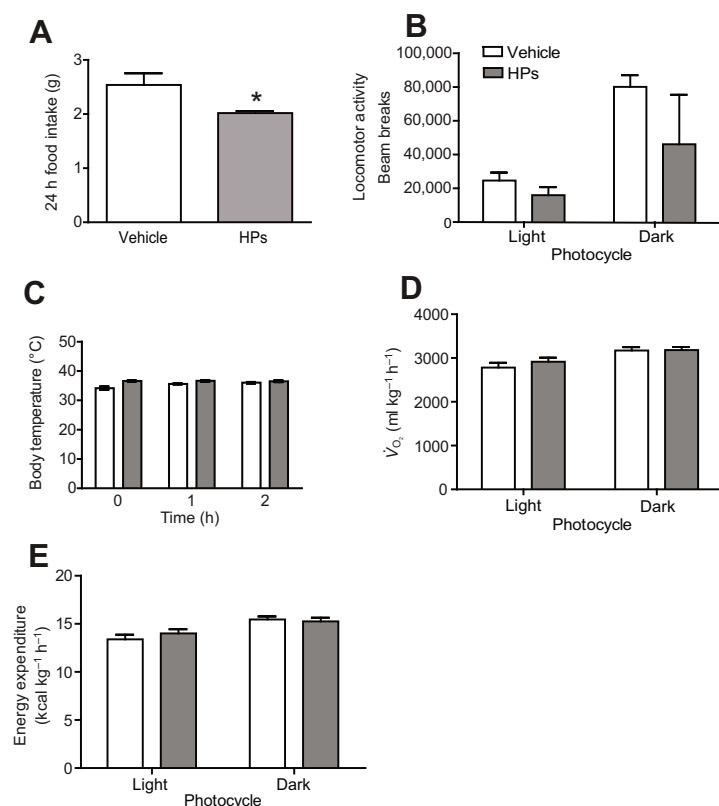 A
24 h food intake (g)
3
2
1
0
*
Vehicle
HPs
B
Locomotor activity
Beam breaks
100,000
80,000
60,000
40,000
20,000
0
Vehicle
HPs
Light
Dark
Photocycle
C
Body temperature (°C)
50
40
30
20
10
0
0
1
2
Time (h)
D
V̇O₂ (ml kg⁻¹ h⁻¹)
4000
3000
2000
1000
0
Light
Dark
Photocycle
E
Energy expenditure
(kcal kg⁻¹ h⁻¹)
20
15
10
5
0
Light
Dark
Photocycle